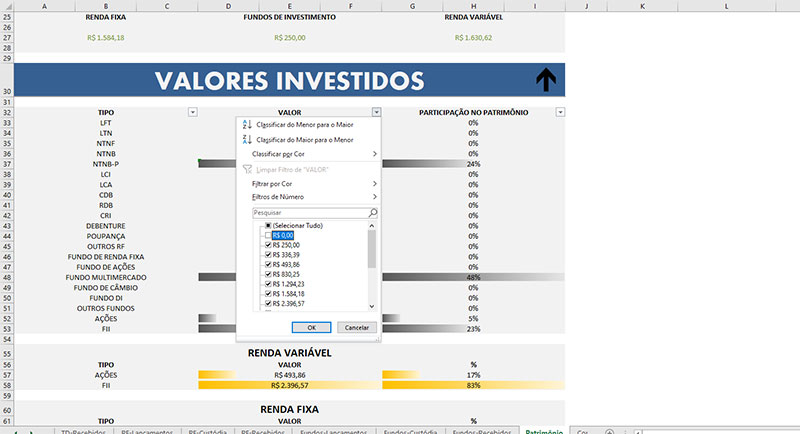 A B C D E F G H I J K L
25 RENDA FIXA FUNDOS DE INVESTIMENTO RENDA VARIÁVEL
26
27 R$ 1.584,18 R$ 250,00 R$ 1.630,62
28
29
30 VALORES INVESTIDOS
31
32 TIPO VALOR PARTICIPAÇÃO NO PATRIMÔNIO
33 LFT 0%
34 LTN 0%
35 NTNF 0%
36 NTNB 0%
37 NTNB-P 24%
38 LCI 0%
39 LCA 0%
40 CDB 0%
41 RDB 0%
42 CRI 0%
43 DEBENTURE 0%
44 POUPANÇA 0%
45 OUTROS RF 0%
46 FUNDO DE RENDA FIXA 0%
47 FUNDO DE AÇÕES 0%
48 FUNDO MULTIMERCADO 48%
49 FUNDO DE CÂMBIO 0%
50 FUNDO DI 0%
51 OUTROS FUNDOS 0%
52 AÇÕES 5%
53 FII 23%
Classificar do Menor para o Maior
Classificar do Maior para o Menor
Classificar por Cor
Limpar Filtro de "VALOR"
Filtrar por Cor
Filtros de Número
Pesquisar
(Selecionar Tudo)
R$ 0,00
R$ 250,00
R$ 336,39
R$ 493,86
R$ 830,25
R$ 1.294,23
R$ 1.584,18
R$ 2.396,57
OK Cancelar
55 RENDA VARIÁVEL
56 TIPO VALOR %
57 AÇÕES R$ 493,86 17%
58 FII R$ 2.396,57 83%
59
60 RENDA FIXA
61 TIPO VALOR %
TD-Recebidos RF-Lançamentos RF-Custódia RF-Recebidos Fundos-Lançamentos Fundos-Custódia Fundos-Recebidos Patrimônio